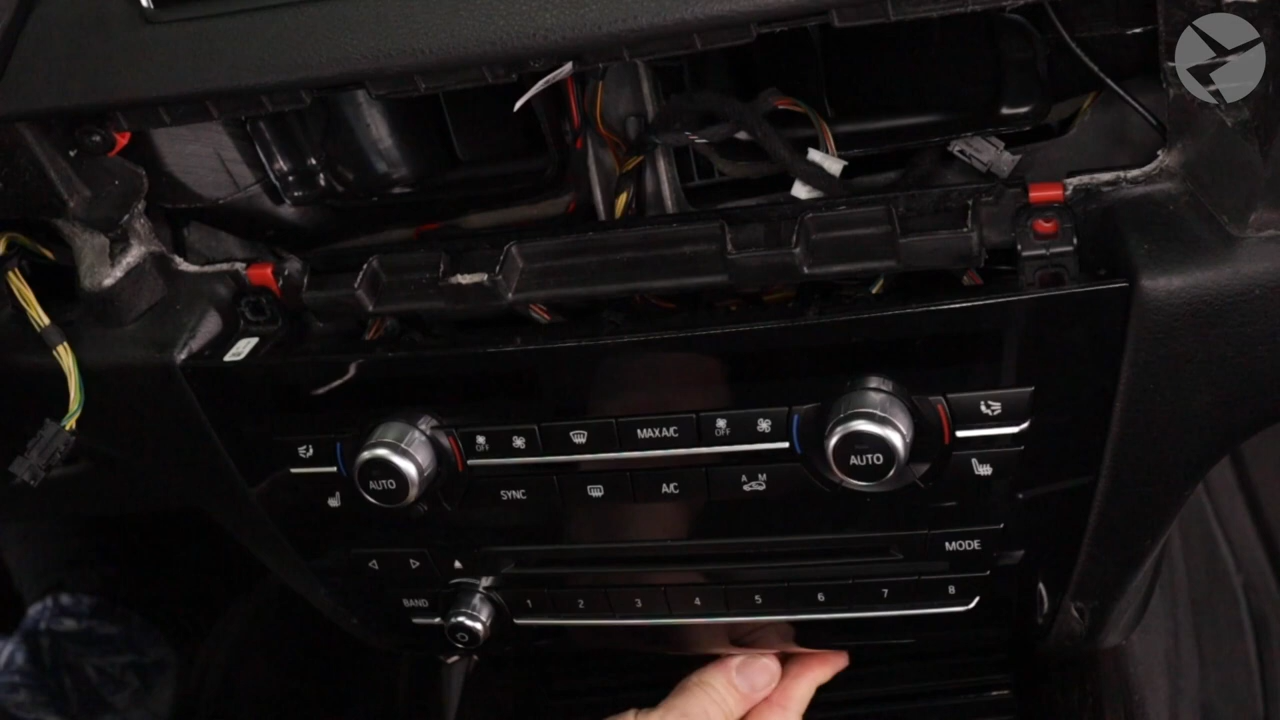 OFF MAX A/C OFF
AUTO AUTO
SYNC A/C A M
MODE
BAND 1 2 3 4 5 6 7 8